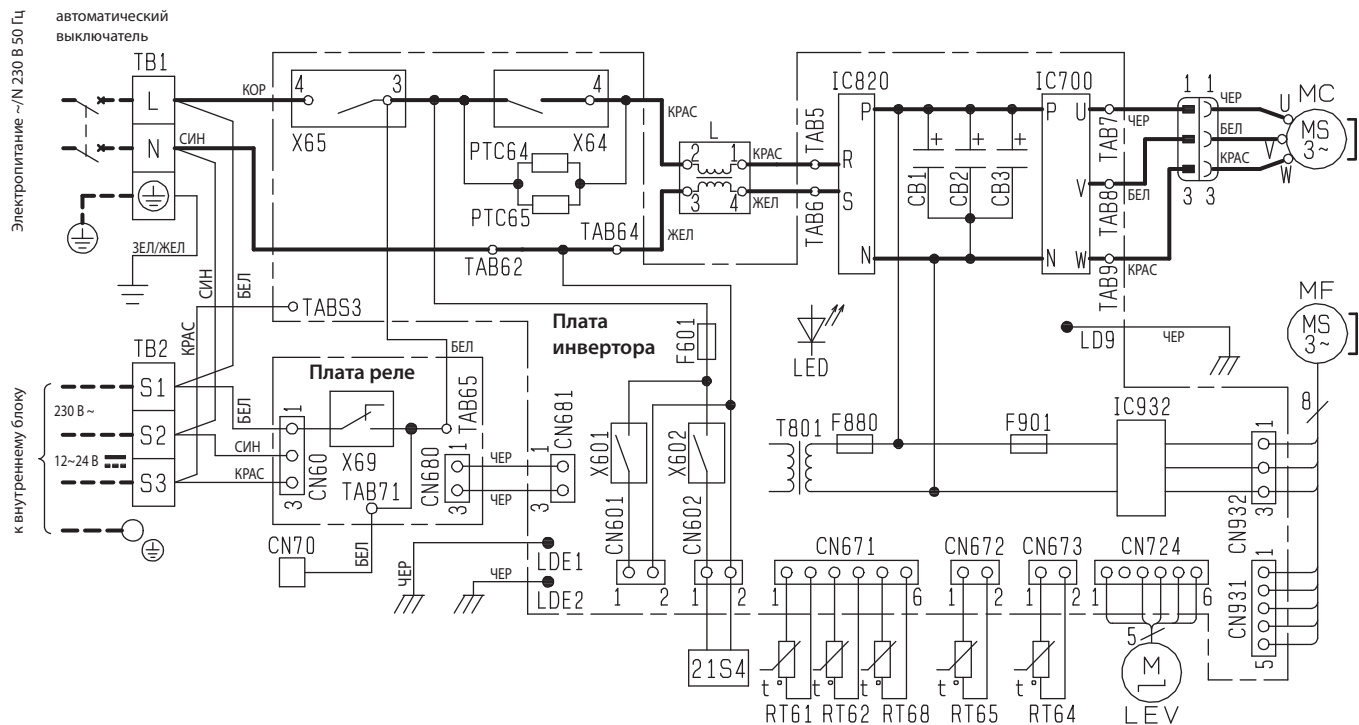 Электропитание ~/N 230 В 50 Гц
автоматический
выключатель
TB1
L
N
КОР
СИН
ЗЕЛ/ЖЕЛ
4
3
X65
4
X64
PTC64
PTC65
КРАС
L
2
1
3
4
КРАС
ЖЕЛ
ЖЕЛ
TAB62
TAB64
TAB5
TAB6
IC820
P
R
S
N
CB1
CB2
CB3
+
+
+
IC700
P
U
V
N
W
TAB7
TAB8
TAB9
ЧЕР
БЕЛ
КРАС
1
1
3
3
ЧЕР
БЕЛ
КРАС
U
V
W
MC
MS
3~
СИН
БЕЛ
КРАС
TABS3
Плата
инвертора
F601
LED
LD9
ЧЕР
MF
MS
3~
8
TB2
S1
S2
S3
к внутреннему блоку
230 В ~
12~24 В
БЕЛ
СИН
КРАС
Плата реле
1
3
CN60
X69
TAB71
TAB65
БЕЛ
CN680
1
3
ЧЕР
ЧЕР
1
3
CN681
CN70
БЕЛ
ЧЕР
LDE1
ЧЕР
LDE2
X601
X602
CN601
CN602
1
2
1
2
21S4
T801
F880
F901
IC932
1
3
CN932
CN931
1
5
CN671
1
6
CN672
1
2
CN673
1
2
CN724
1
6
5
M
LEV
t°
t°
t°
t°
t°
RT61
RT62
RT68
RT65
RT64